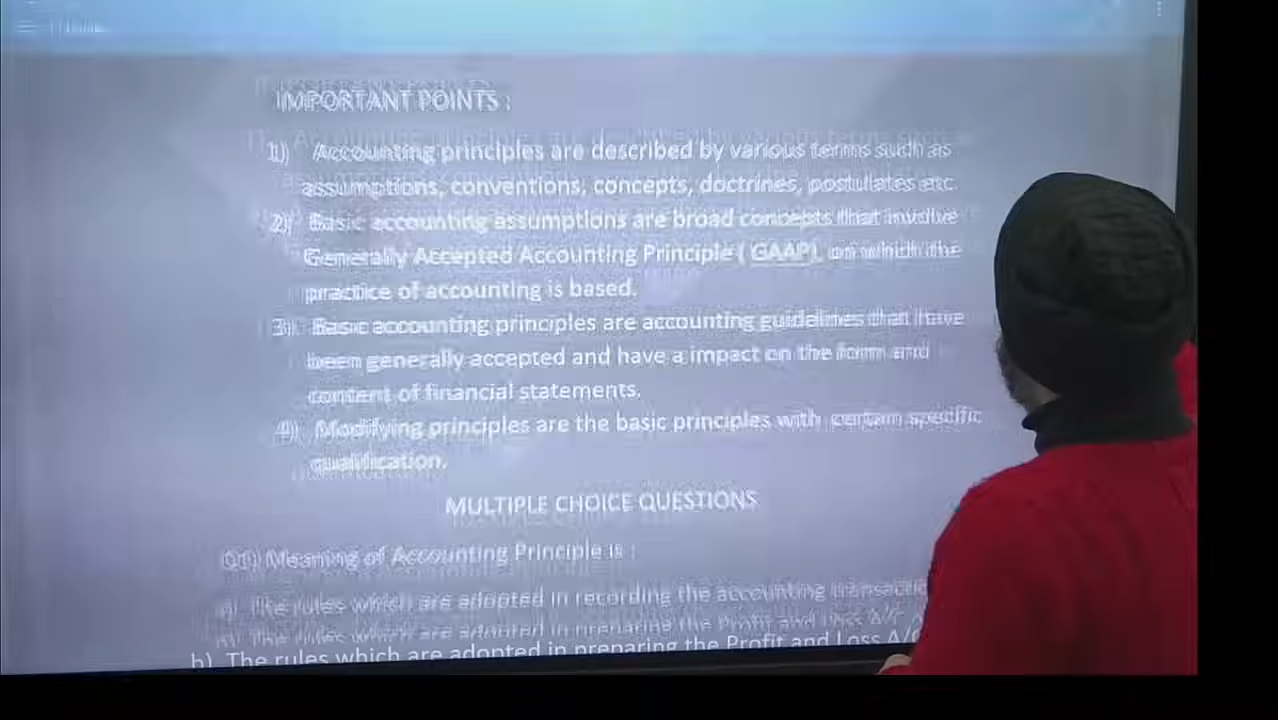 IMPORTANT POINTS :
1) Accounting principles are described by various terms such as
assumptions, conventions, concepts, doctrines, postulates etc.
2) Basic accounting assumptions are broad concepts that involve
Generally Accepted Accounting Principle ( GAAP), on which the
practice of accounting is based.
3) Basic accounting principles are accounting guidelines that have
been generally accepted and have a impact on the form and
content of financial statements.
4) Modifying principles are the basic principles with certain specific
qualification.
MULTIPLE CHOICE QUESTIONS
Q1) Meaning of Accounting Principle is :
a) The rules which are adopted in recording the accounting
b) The rules which are adopted in preparing the Profit and Loss A/C